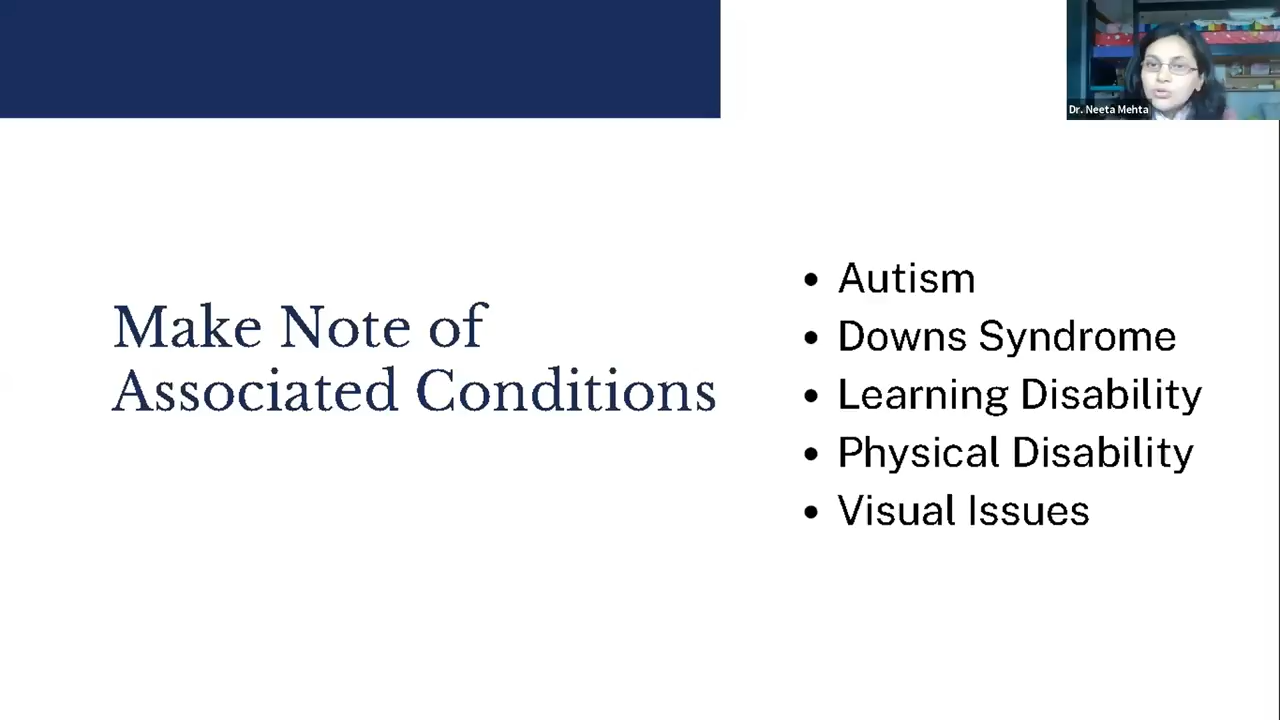 Dr. Neeta Mehta
Make Note of
Associated Conditions
• Autism
• Downs Syndrome
• Learning Disability
• Physical Disability
• Visual Issues